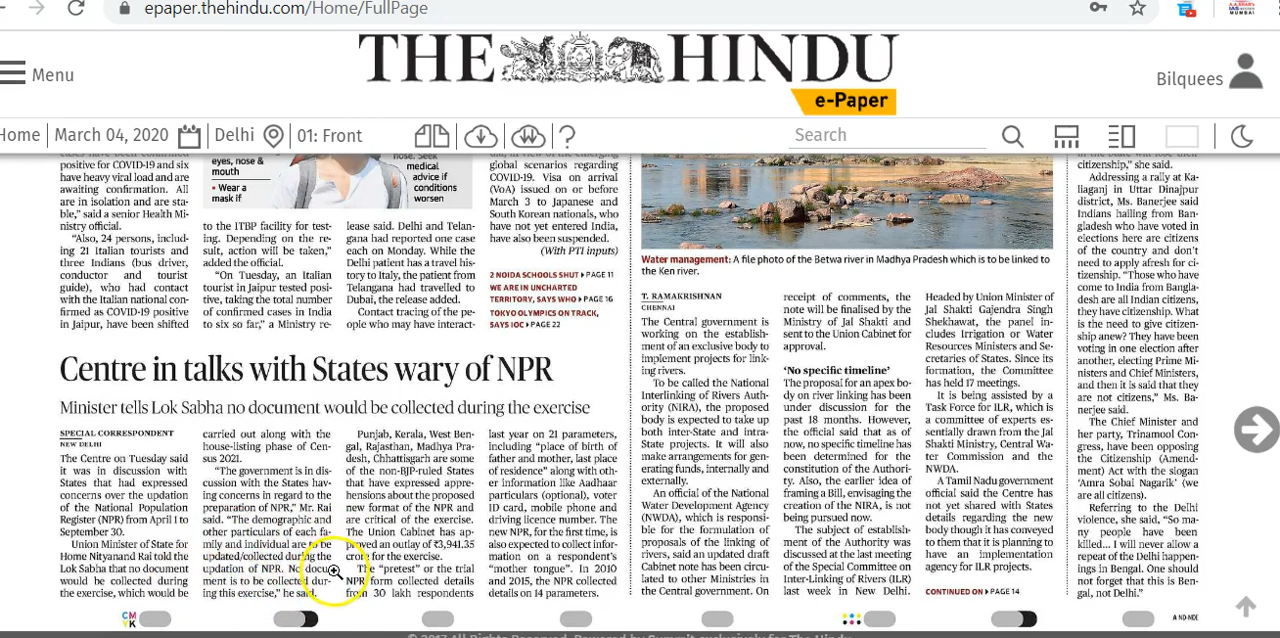 epaper.thehindu.com/Home/FullPage
THE HINDU
e-Paper
Menu
Bilquees
Home
March 04, 2020
Delhi
01: Front
Search
positive for COVID-19 and six
have heavy viral load and are
awaiting confirmation. All
are in isolation and are sta-
ble," said a senior Health Mi-
nistry official.
"Also, 24 persons, includ-
ing 21 Italian tourists and
three Indians (bus driver,
conductor and tourist
guide), who had contact
with the Italian national con-
firmed as COVID-19 positive
in Jaipur, have been shifted
eyes, nose &
mouth
• Wear a
mask if
nose. Seek
medical
advice if
conditions
worsen
to the ITBP facility for test-
ing. Depending on the re-
sult, action will be taken,"
added the official.
"On Tuesday, an Italian
tourist in Jaipur tested posi-
tive, taking the total number
of confirmed cases in India
to six so far," a Ministry re-
lease said. Delhi and Telan-
gana had reported one case
each on Monday. While the
Delhi patient has a travel his-
tory to Italy, the patient from
Telangana had travelled to
Dubai, the release added.
Contact tracing of the pe-
ople who may have interact-
global scenarios regarding
COVID-19. Visa on arrival
(VoA) issued on or before
March 3 to Japanese and
South Korean nationals, who
have not yet entered India,
have also been suspended.
(With PTI inputs)
2 NOIDA SCHOOLS SHUT ▸ PAGE 11
WE ARE IN UNCHARTED
TERRITORY, SAYS WHO ▸ PAGE 16
TOKYO OLYMPICS ON TRACK,
SAYS IOC ▸ PAGE 22
Centre in talks with States wary of NPR
Minister tells Lok Sabha no document would be collected during the exercise
SPECIAL CORRESPONDENT
NEW DELHI
The Centre on Tuesday said
it was in discussion with
States that had expressed
concerns over the updation
of the National Population
Register (NPR) from April 1 to
September 30.
Union Minister of State for
Home Nityanand Rai told the
Lok Sabha that no document
would be collected during
the exercise, which would be
carried out along with the
house-listing phase of Cen-
sus 2021.
"The government is in dis-
cussion with the States hav-
ing concerns in regard to the
preparation of NPR," Mr. Rai
said. "The demographic and
other particulars of each fa-
mily and individual are to be
updated/collected during the
updation of NPR. No docu-
ment is to be collected dur-
ing this exercise," he said.
Punjab, Kerala, West Ben-
gal, Rajasthan, Madhya Pra-
desh, Chhattisgarh are some
of the non-BJP-ruled States
that have expressed appre-
hensions about the proposed
new format of the NPR and
are critical of the exercise.
The Union Cabinet has ap-
proved an outlay of ₹3,941.35
crore for the exercise.
The "pretest" or the trial
NPR form collected details
from 30 lakh respondents
last year on 21 parameters,
including "place of birth of
father and mother, last place
of residence" along with oth-
er information like Aadhaar
particulars (optional), voter
ID card, mobile phone and
driving licence number. The
new NPR, for the first time, is
also expected to collect infor-
mation on a respondent's
"mother tongue". In 2010
and 2015, the NPR collected
details on 14 parameters.
Water management: A file photo of the Betwa river in Madhya Pradesh which is to be linked to
the Ken river.
T. RAMAKRISHNAN
CHENNAI
The Central government is
working on the establish-
ment of an exclusive body to
implement projects for link-
ing rivers.
To be called the National
Interlinking of Rivers Auth-
ority (NIRA), the proposed
body is expected to take up
both inter-State and intra-
State projects. It will also
make arrangements for gen-
erating funds, internally and
externally.
An official of the National
Water Development Agency
(NWDA), which is responsi-
ble for the formulation of
proposals of the linking of
rivers, said an updated draft
Cabinet note has been circu-
lated to other Ministries in
the Central government. On
receipt of comments, the
note will be finalised by the
Ministry of Jal Shakti and
sent to the Union Cabinet for
approval.
'No specific timeline'
The proposal for an apex bo-
dy on river linking has been
under discussion for the
past 18 months. However,
the official said that as of
now, no specific timeline has
been determined for the
constitution of the Authori-
ty. Also, the earlier idea of
framing a Bill, envisaging the
creation of the NIRA, is not
being pursued now.
The subject of establish-
ment of the Authority was
discussed at the last meeting
of the Special Committee on
Inter-Linking of Rivers (ILR)
last week in New Delhi.
Headed by Union Minister of
Jal Shakti Gajendra Singh
Shekhawat, the panel in-
cludes Irrigation or Water
Resources Ministers and Se-
cretaries of States. Since its
formation, the Committee
has held 17 meetings.
It is being assisted by a
Task Force for ILR, which is
a committee of experts es-
sentially drawn from the Jal
Shakti Ministry, Central Wa-
ter Commission and the
NWDA.
A Tamil Nadu government
official said the Centre has
not yet shared with States
details regarding the new
body though it has conveyed
to them that it is planning to
have an implementation
agency for ILR projects.
CONTINUED ON ▸ PAGE 14
citizenship," she said.
Addressing a rally at Ka-
liaganj in Uttar Dinajpur
district, Ms. Banerjee said
Indians hailing from Ban-
gladesh who have voted in
elections here are citizens
of the country and don't
need to apply afresh for ci-
tizenship. "Those who have
come to India from Bangla-
desh are all Indian citizens,
they have citizenship. What
is the need to give citizen-
ship anew? They have been
voting in one election after
another, electing Prime Mi-
nisters and Chief Ministers,
and then it is said that they
are not citizens," Ms. Ba-
nerjee said.
The Chief Minister and
her party, Trinamool Con-
gress, have been opposing
the Citizenship (Amend-
ment) Act with the slogan
'Amra Sobai Nagarik' (we
are all citizens).
Referring to the Delhi
violence, she said, "So ma-
ny people have been
killed... I will never allow a
repeat of the Delhi happen-
ings in Bengal. One should
not forget that this is Ben-
gal, not Delhi."
CM
YK
A ND-NDE